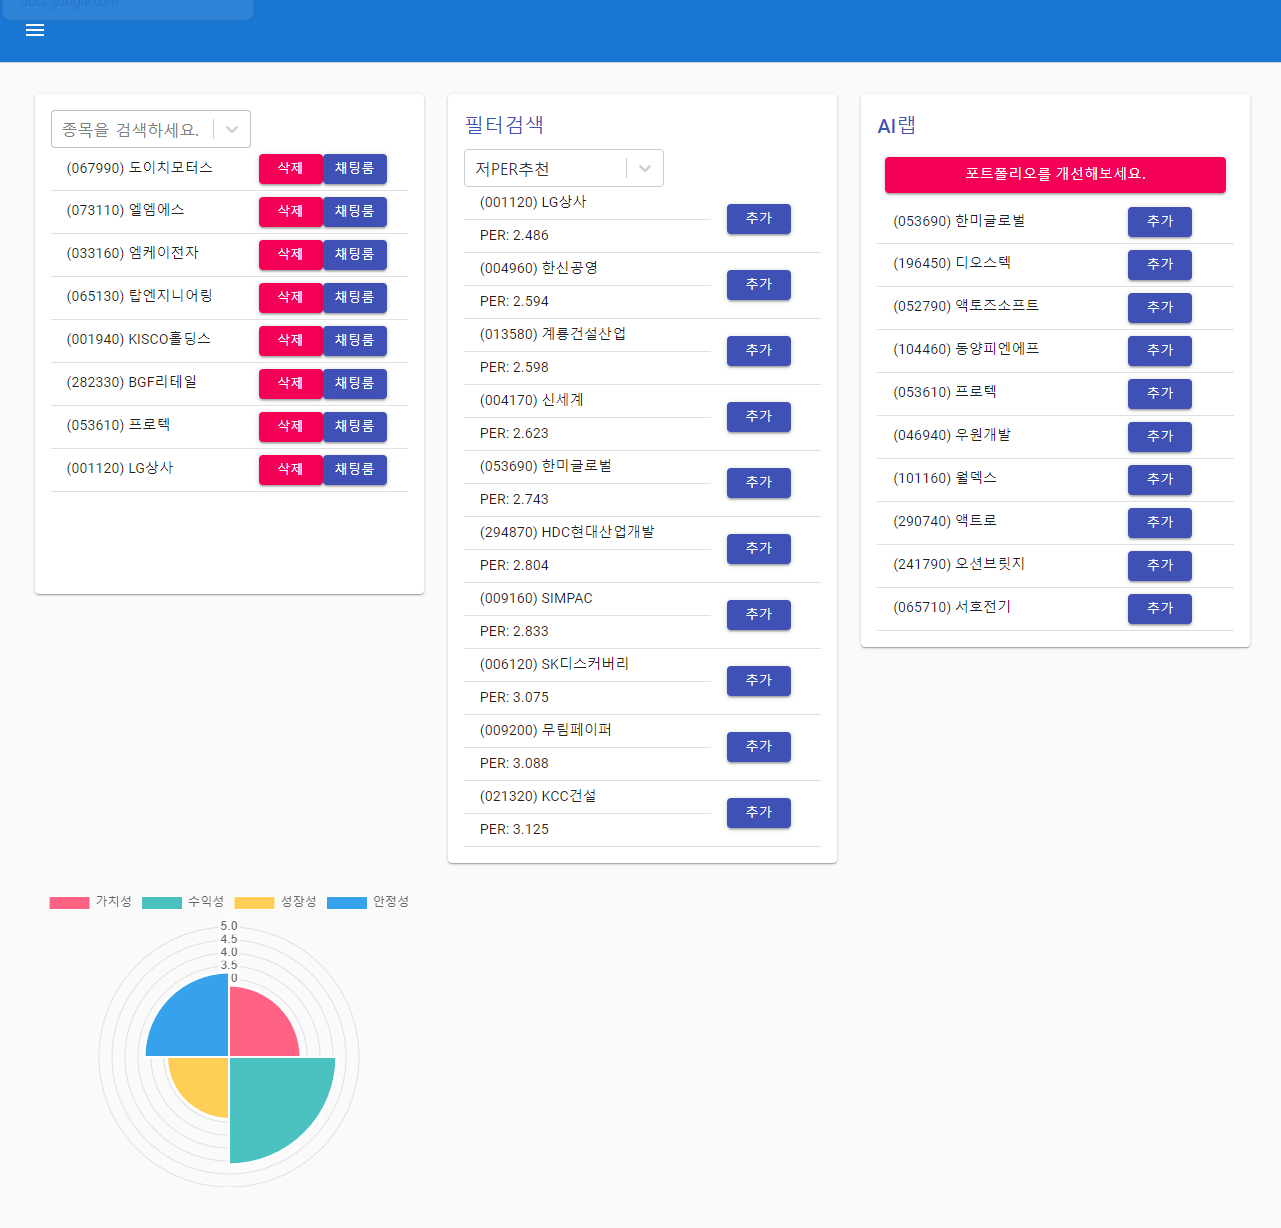 docs.google.com
종목을 검색하세요.
(067990) 도이치모터스 삭제 채팅룸
(073110) 엘엠에스 삭제 채팅룸
(033160) 엠케이전자 삭제 채팅룸
(065130) 탑엔지니어링 삭제 채팅룸
(001940) KISCO홀딩스 삭제 채팅룸
(282330) BGF리테일 삭제 채팅룸
(053610) 프로텍 삭제 채팅룸
(001120) LG상사 삭제 채팅룸
필터검색
저PER추천
(001120) LG상사
추가
PER: 2.486
(004960) 한신공영
추가
PER: 2.594
(013580) 계룡건설산업
추가
PER: 2.598
(004170) 신세계
추가
PER: 2.623
(053690) 한미글로벌
추가
PER: 2.743
(294870) HDC현대산업개발
추가
PER: 2.804
(009160) SIMPAC
추가
PER: 2.833
(006120) SK디스커버리
추가
PER: 3.075
(009200) 무림페이퍼
추가
PER: 3.088
(021320) KCC건설
추가
PER: 3.125
AI랩
포트폴리오를 개선해보세요.
(053690) 한미글로벌 추가
(196450) 디오스텍 추가
(052790) 액토즈소프트 추가
(104460) 동양피엔에프 추가
(053610) 프로텍 추가
(046940) 우원개발 추가
(101160) 월덱스 추가
(290740) 액트로 추가
(241790) 오션브릿지 추가
(065710) 서호전기 추가
가치성 수익성 성장성 안정성
5.0
4.5
4.0
3.5
0